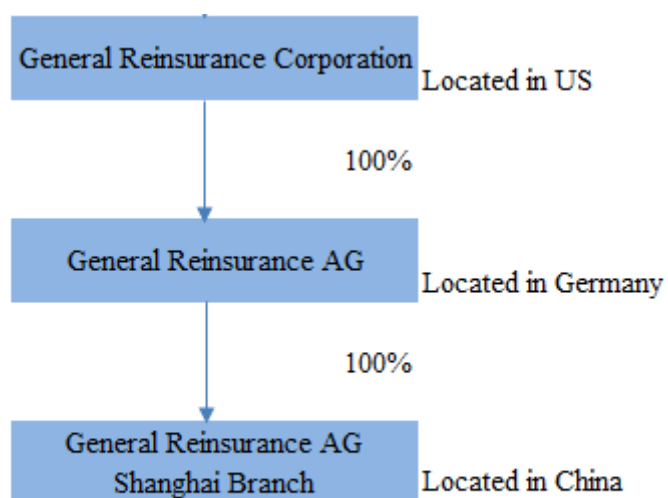 General Reinsurance Corporation
Located in US
100%
General Reinsurance AG
Located in Germany
100%
General Reinsurance AG
Shanghai Branch
Located in China